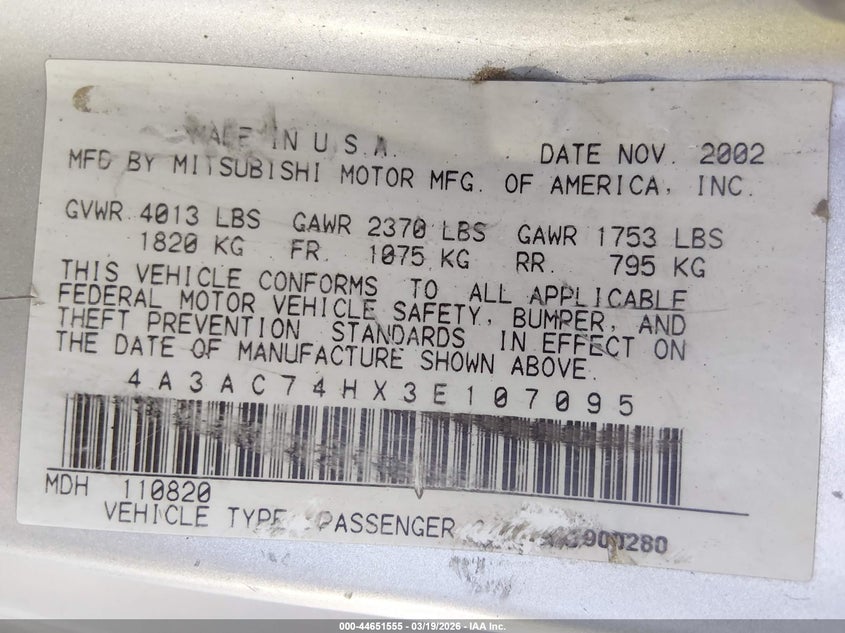 MADE IN U.S.A. DATE NOV. 2002
MFD BY MITSUBISHI MOTOR MFG. OF AMERICA, INC.
GVWR 4013 LBS GAWR 2370 LBS GAWR 1753 LBS
1820 KG FR. 1075 KG RR. 795 KG
THIS VEHICLE CONFORMS TO ALL APPLICABLE
FEDERAL MOTOR VEHICLE SAFETY, BUMPER, AND
THEFT PREVENTION STANDARDS IN EFFECT ON
THE DATE OF MANUFACTURE SHOWN ABOVE.
4A3AC74HX3E107095
MDH 110820
VEHICLE TYPE PASSENGER 900280
000-44651555 - 03/19/2026 - IAA Inc.